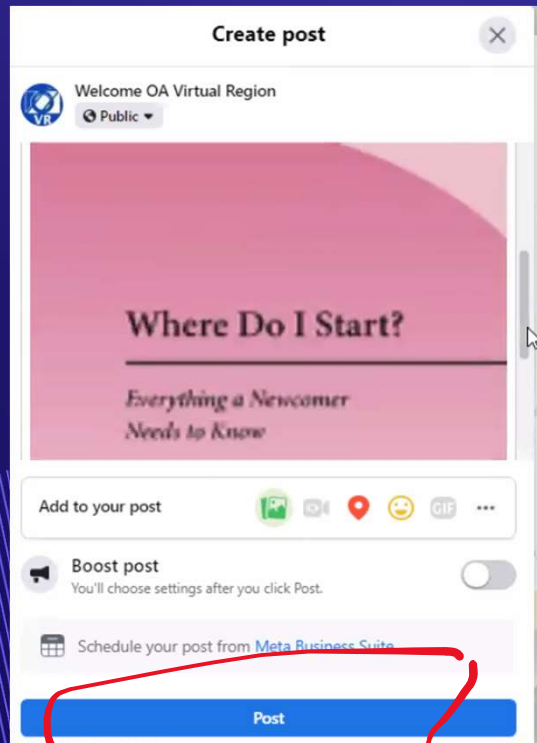 Create post
Welcome OA Virtual Region
VR
Public
Where Do I Start?
Everything a Newcomer
Needs to Know
Add to your post
GIF
Boost post
You'll choose settings after you click Post.
Schedule your post from Meta Business Suite
Post